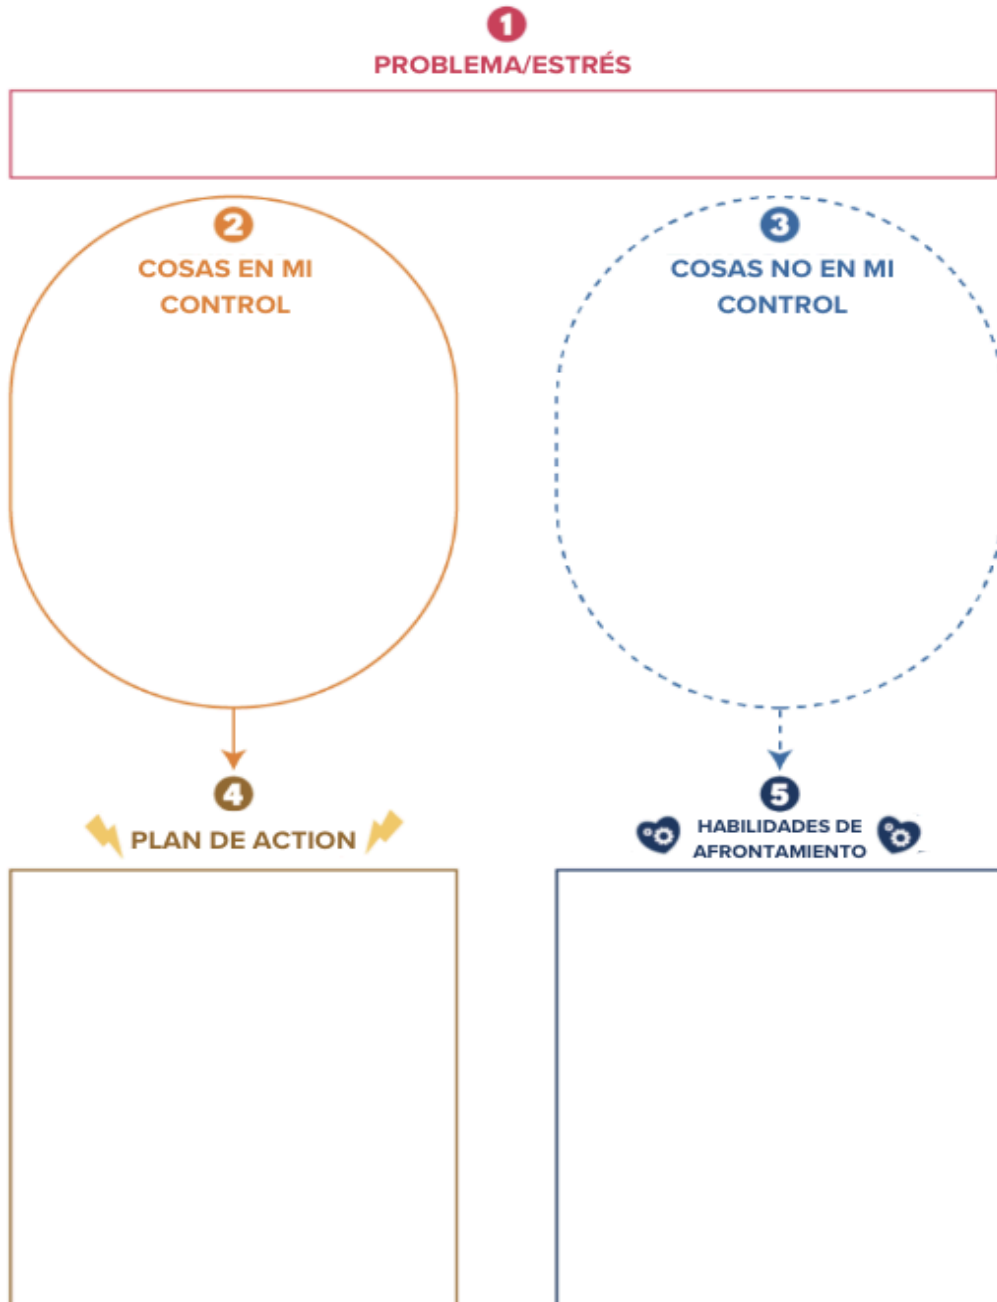 1
PROBLEMA/ESTRÉS
2
COSAS EN MI
CONTROL
3
COSAS NO EN MI
CONTROL
4
PLAN DE ACTION
5
HABILIDADES DE
AFRONTAMIENTO